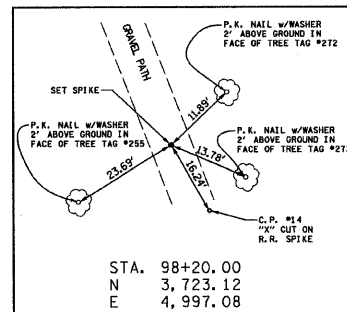 P.K. NAIL w/WASHER
2' ABOVE GROUND IN
FACE OF TREE TAG #272
GRAVEL PATH
SET SPIKE
11.89'
P.K. NAIL w/WASHER
2' ABOVE GROUND IN
FACE OF TREE TAG #255
P.K. NAIL w/WASHER
2' ABOVE GROUND IN
FACE OF TREE TAG #27
13.78'
23.69'
16.24'
C.P. #14
"X" CUT ON
R.R. SPIKE
STA. 98+20.00
N 3,723.12
E 4,997.08